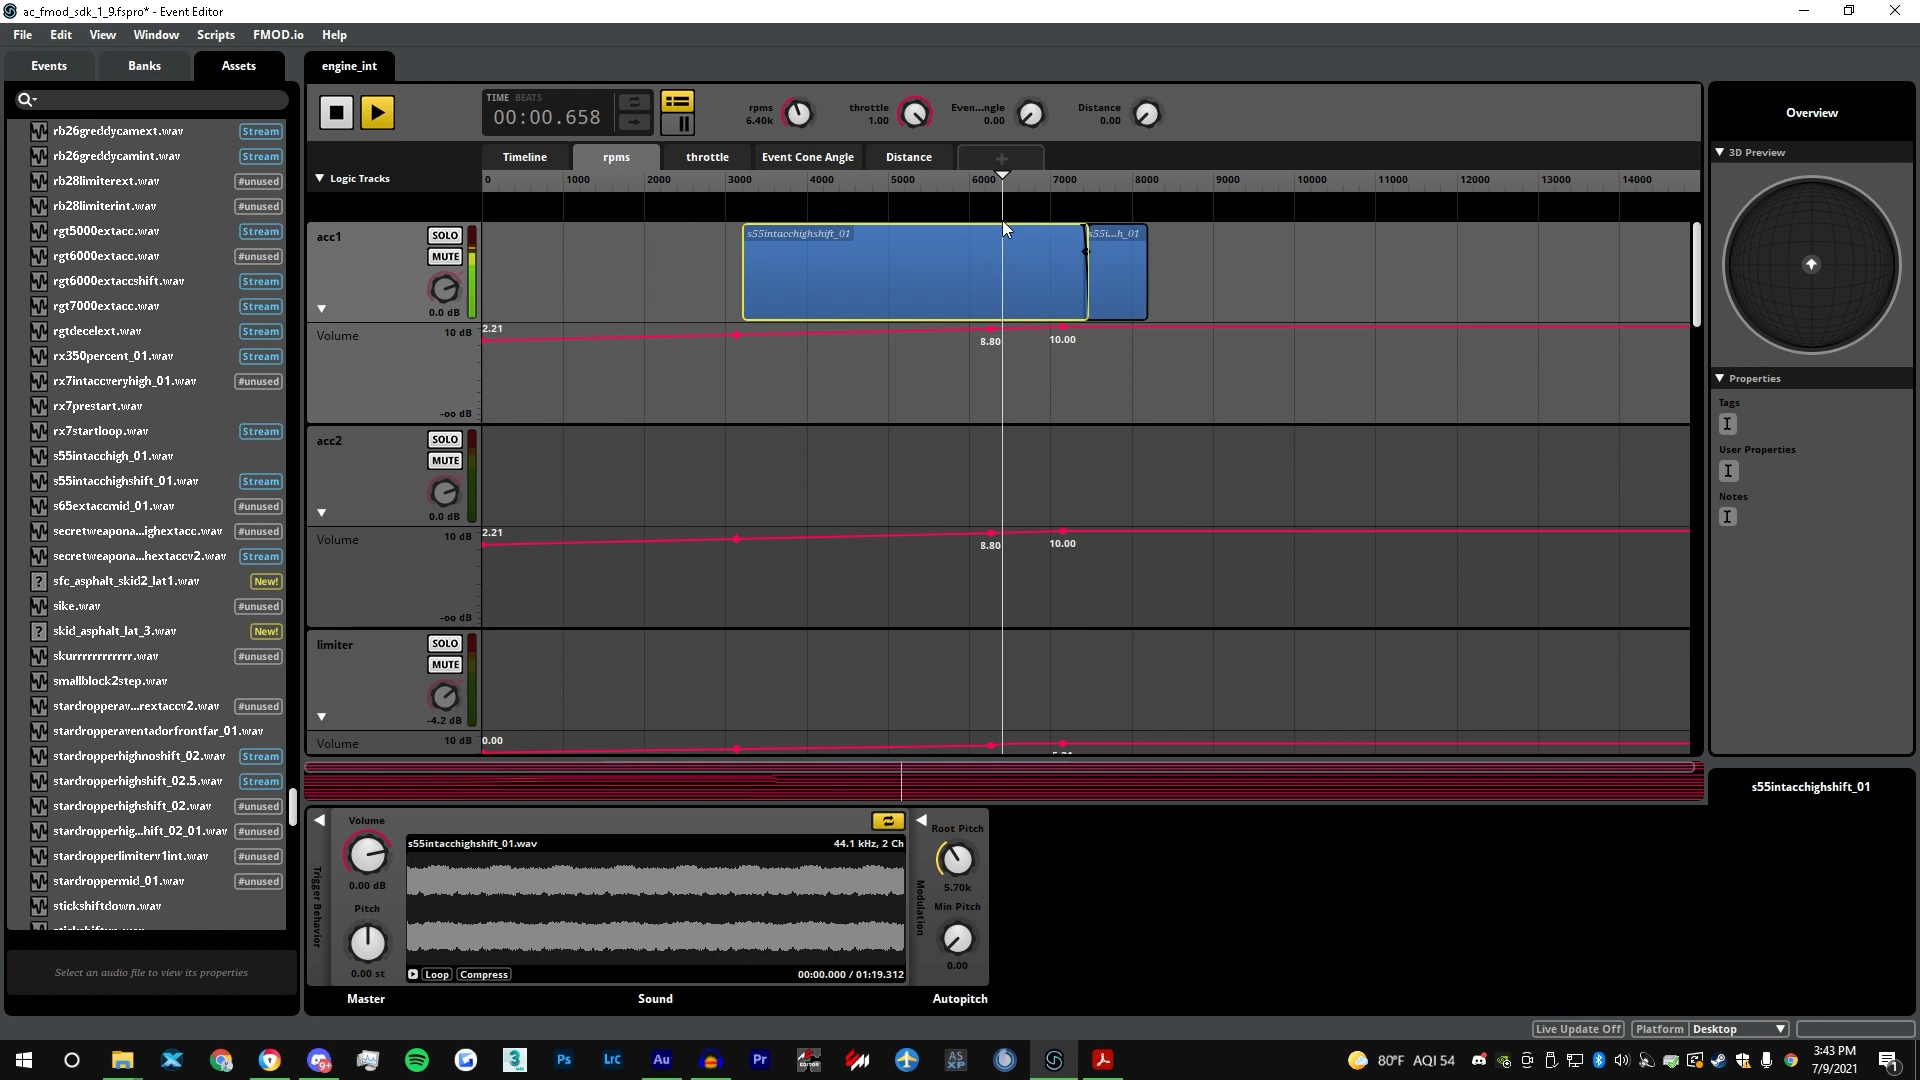 ac_fmod_sdk_1_9.fspro* - Event Editor
File Edit View Window Scripts FMOD.io Help
Events Banks Assets
engine_int
rb26greddycamext.wav Stream
rb26greddycamint.wav Stream
rb28limiterext.wav #unused
rb28limiterint.wav #unused
rgt5000extacc.wav Stream
rgt6000extacc.wav #unused
rgt6000extaccshift.wav Stream
rgt7000extacc.wav Stream
rgtdecelext.wav Stream
rx350percent_01.wav Stream
rx7intaccveryhigh_01.wav #unused
rx7prestart.wav
rx7startloop.wav Stream
s55intacchigh_01.wav
s55intacchighshift_01.wav Stream
s65extaccmid_01.wav #unused
secretweapona...ighextacc.wav #unused
secretweapona...hextaccv2.wav Stream
sfc_asphalt_skid2_lat1.wav New!
sike.wav #unused
skid_asphalt_lat_3.wav New!
skurrrrrrrrrrrr.wav #unused
smallblock2step.wav
stardropperav...rextaccv2.wav #unused
stardropperaventadorfrontfar_01.wav
stardropperhighnoshift_02.wav Stream
stardropperhighshift_02.5.wav Stream
stardropperhighshift_02.wav #unused
stardropperhig...hift_02_01.wav #unused
stardropperlimiterv1int.wav #unused
stardroppermid_01.wav #unused
stickshiftdown.wav
Select an audio file to view its properties
TIME BEATS
00:00.658
rpms
6.40k
throttle
1.00
Even...ngle
0.00
Distance
0.00
Timeline rpms throttle Event Cone Angle Distance +
Logic Tracks
0 1000 2000 3000 4000 5000 6000 7000 8000 9000 10000 11000 12000 13000 14000
acc1 SOLO
MUTE
0.0 dB
s55intacchighshift_01 s55i...h_01
Volume 10 dB
-oo dB
2.21 8.80 10.00
acc2 SOLO
MUTE
0.0 dB
Volume 10 dB
-oo dB
2.21 8.80 10.00
limiter SOLO
MUTE
-4.2 dB
Volume 10 dB 0.00
Trigger Behavior
Volume
0.00 dB
Pitch
0.00 st
Master
s55intacchighshift_01.wav 44.1 kHz, 2 Ch
Loop Compress 00:00.000 / 01:19.312
Sound
Modulation
Root Pitch
5.70k
Min Pitch
0.00
Autopitch
Overview
3D Preview
Properties
Tags
User Properties
Notes
s55intacchighshift_01
Live Update Off Platform Desktop
Ps Lrc Au Pr AS XP
80°F AQI 54
3:43 PM
7/9/2021